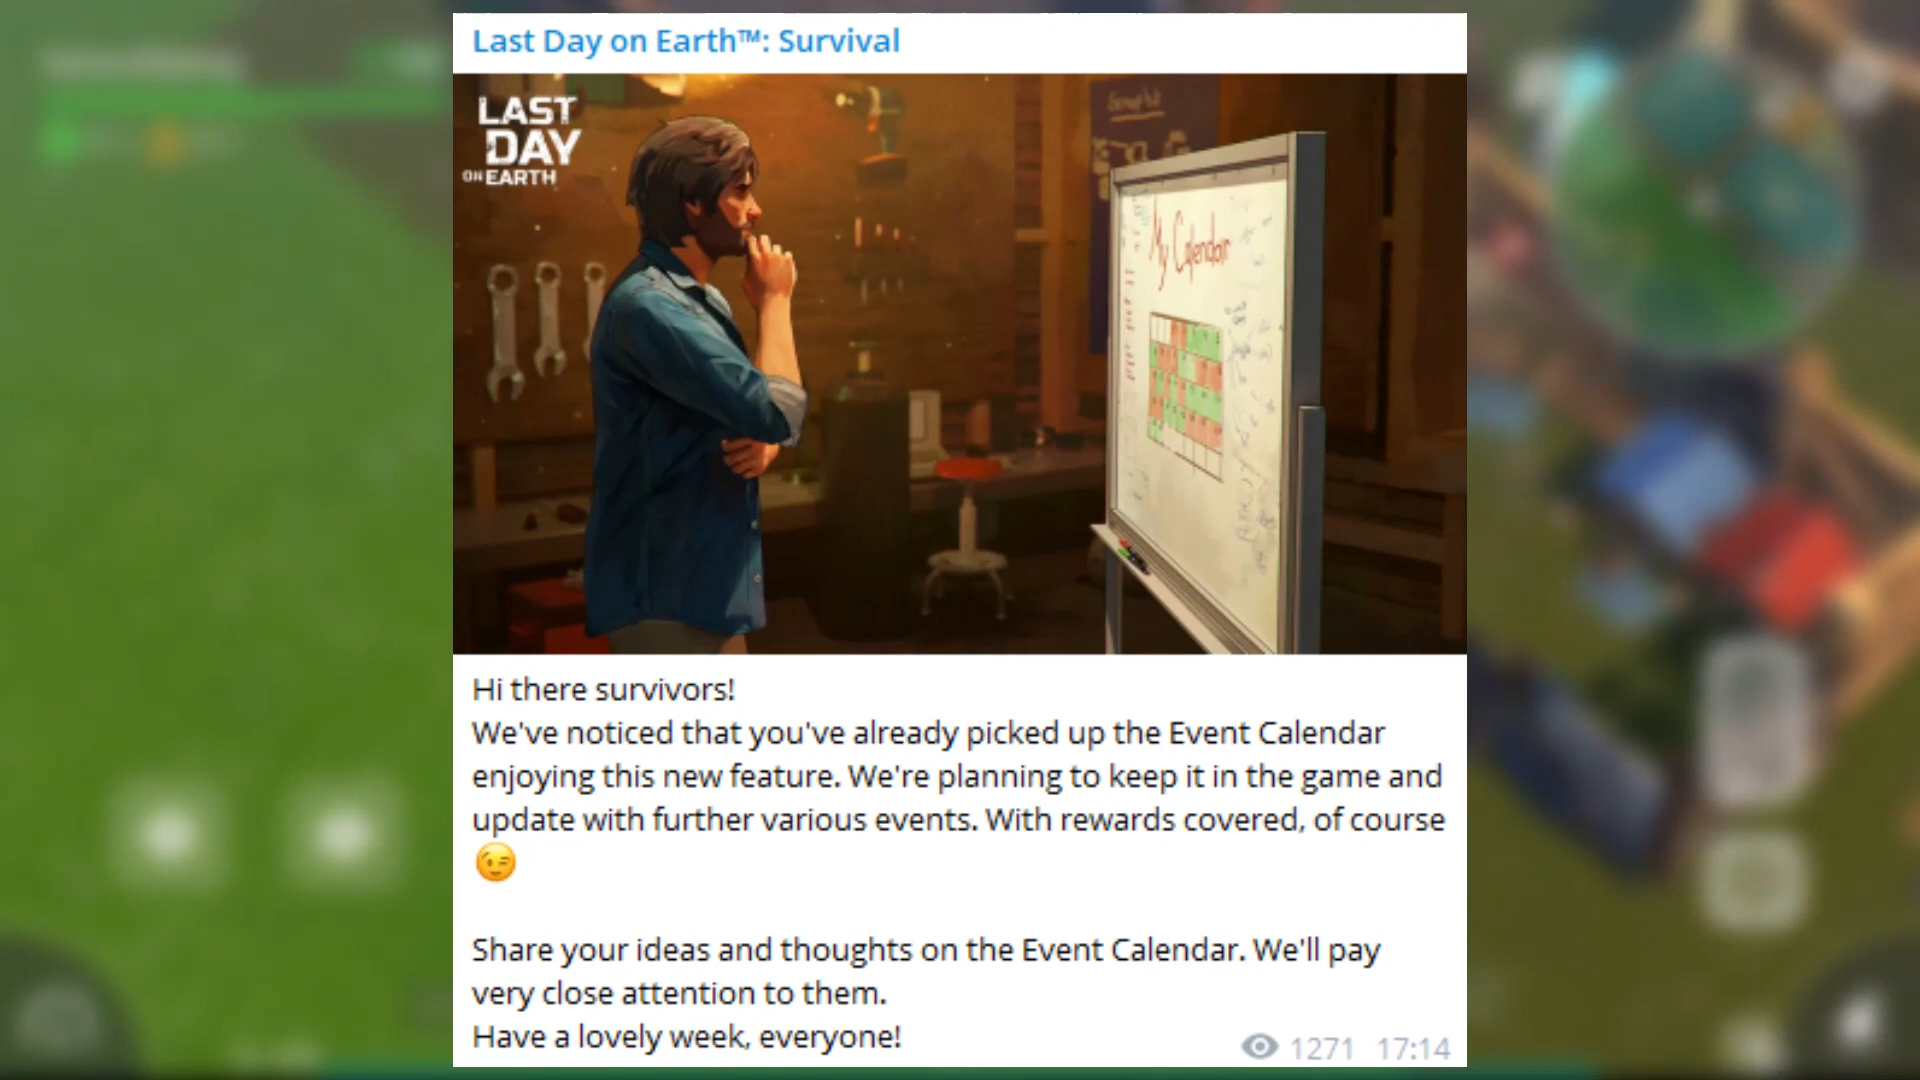 Last Day on Earth™: Survival
LAST
DAY
ON EARTH
My Calendar
Hi there survivors!
We've noticed that you've already picked up the Event Calendar
enjoying this new feature. We're planning to keep it in the game and
update with further various events. With rewards covered, of course
😉
Share your ideas and thoughts on the Event Calendar. We'll pay
very close attention to them.
Have a lovely week, everyone!
1271 17:14